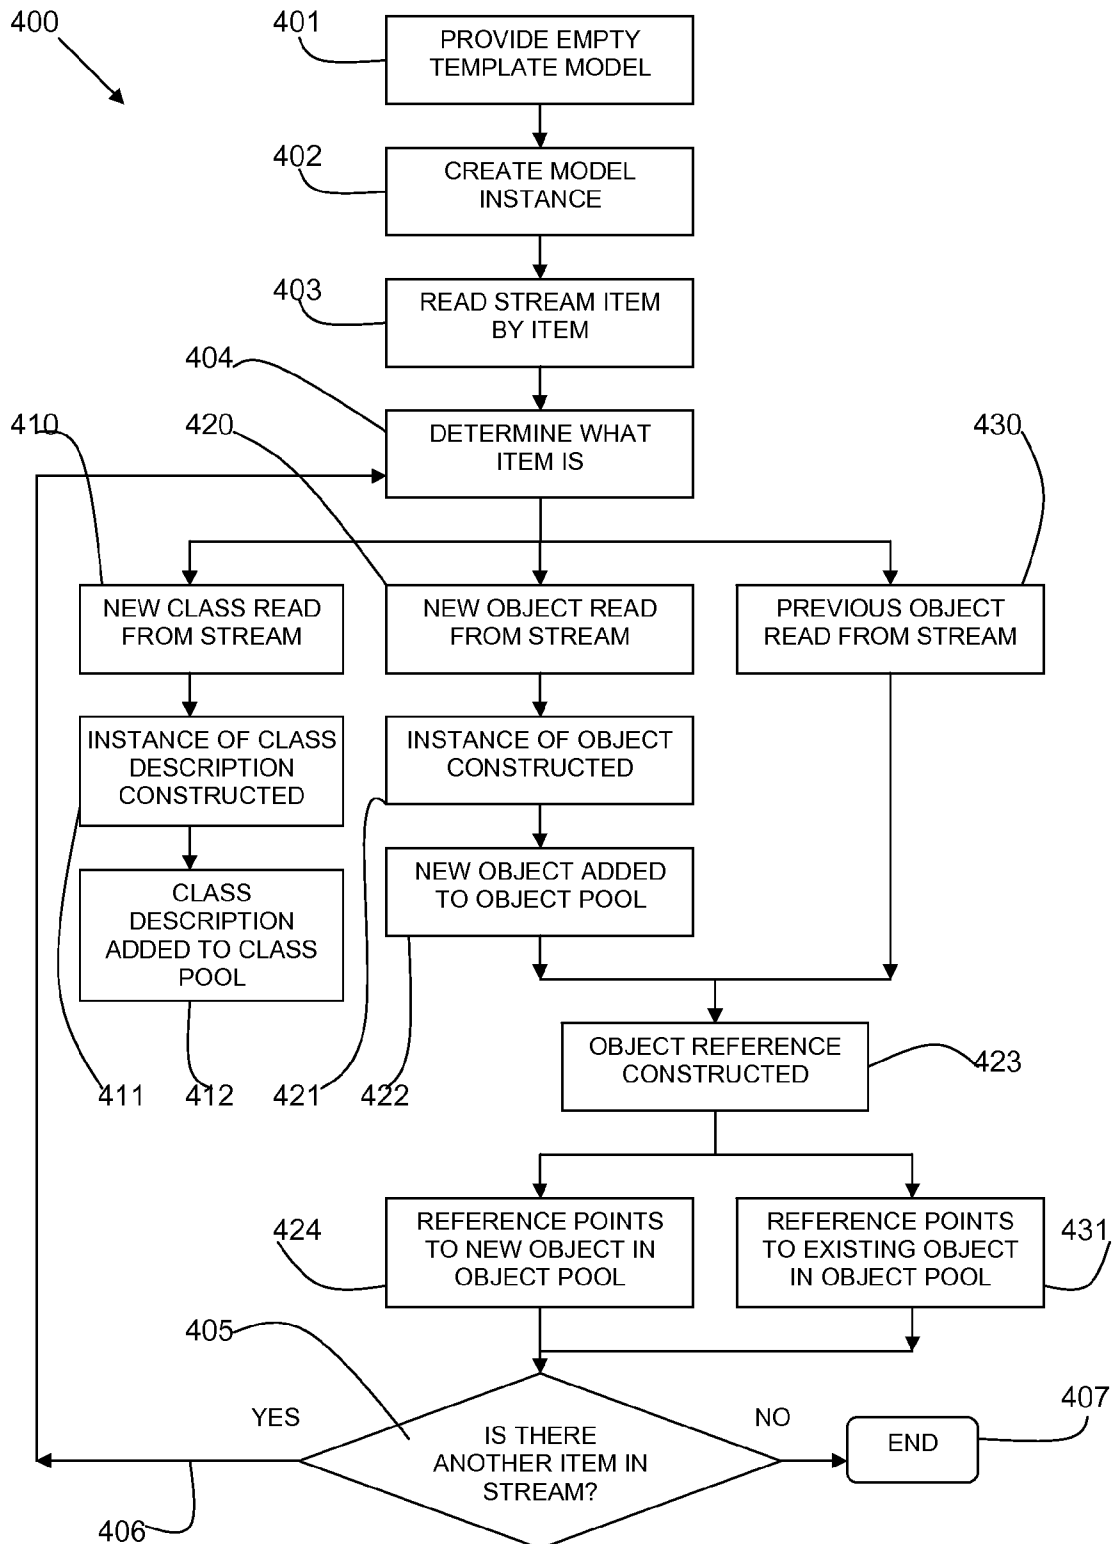 400
401
PROVIDE EMPTY
TEMPLATE MODEL
402
CREATE MODEL
INSTANCE
403
READ STREAM ITEM
BY ITEM
404
DETERMINE WHAT
ITEM IS
410
420
430
NEW CLASS READ
FROM STREAM
NEW OBJECT READ
FROM STREAM
PREVIOUS OBJECT
READ FROM STREAM
INSTANCE OF CLASS
DESCRIPTION
CONSTRUCTED
INSTANCE OF OBJECT
CONSTRUCTED
CLASS
DESCRIPTION
ADDED TO CLASS
POOL
NEW OBJECT ADDED
TO OBJECT POOL
OBJECT REFERENCE
CONSTRUCTED
423
411
412
421
422
424
REFERENCE POINTS
TO NEW OBJECT IN
OBJECT POOL
REFERENCE POINTS
TO EXISTING OBJECT
IN OBJECT POOL
431
405
YES
IS THERE
ANOTHER ITEM IN
STREAM?
NO
END
407
406